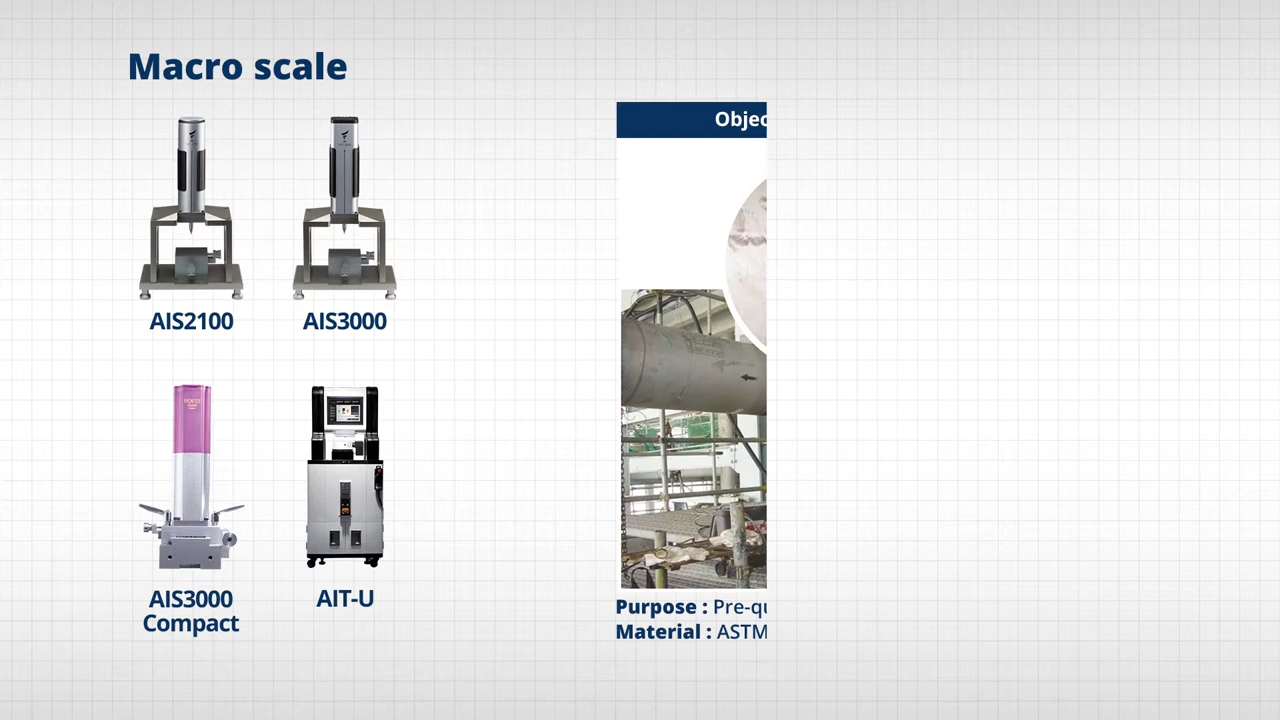 Macro scale
AIS2100
AIS3000
AIS3000
Compact
AIT-U
Objec
Purpose : Pre-qu
Material : ASTM